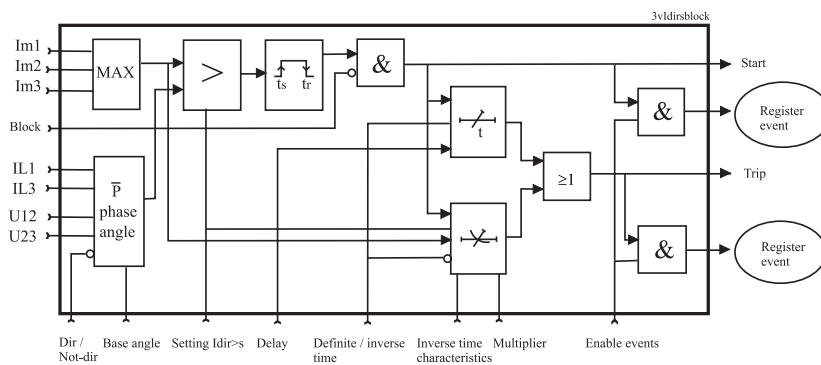 3vIdirsblock
Im1
Im2
Im3
MAX
>
ts
tr
&
Start
&
Register
event
Block
t
IL1
IL3
U12
U23
P̅
phase
angle
≥1
Trip
&
Register
event
Dir /
Not-dir
Base angle
Setting Idir>s
Delay
Definite / inverse
time
Inverse time
characteristics
Multiplier
Enable events